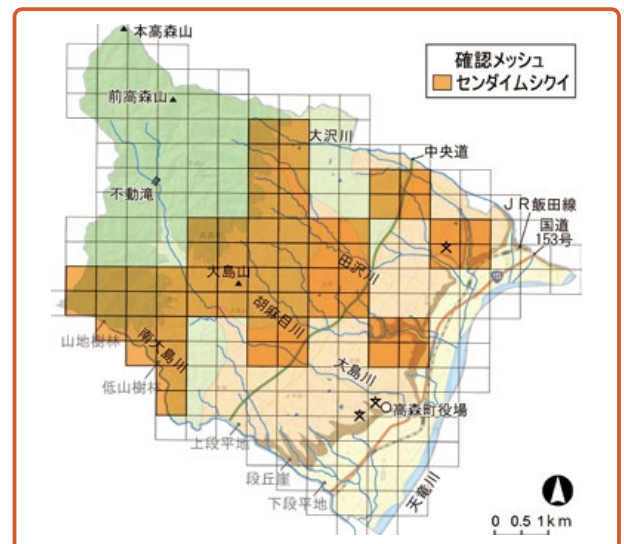 本高森山
確認メッシュ
センダイムシクイ
前高森山
大沢川
中央道
不動滝
JR飯田線
国道
153号
田沢川
大島山
胡麻目川
山地樹林
南大島川
大島川
低山樹林
高森町役場
上段平地
段丘崖
下段平地
天竜川
0 0.5 1km